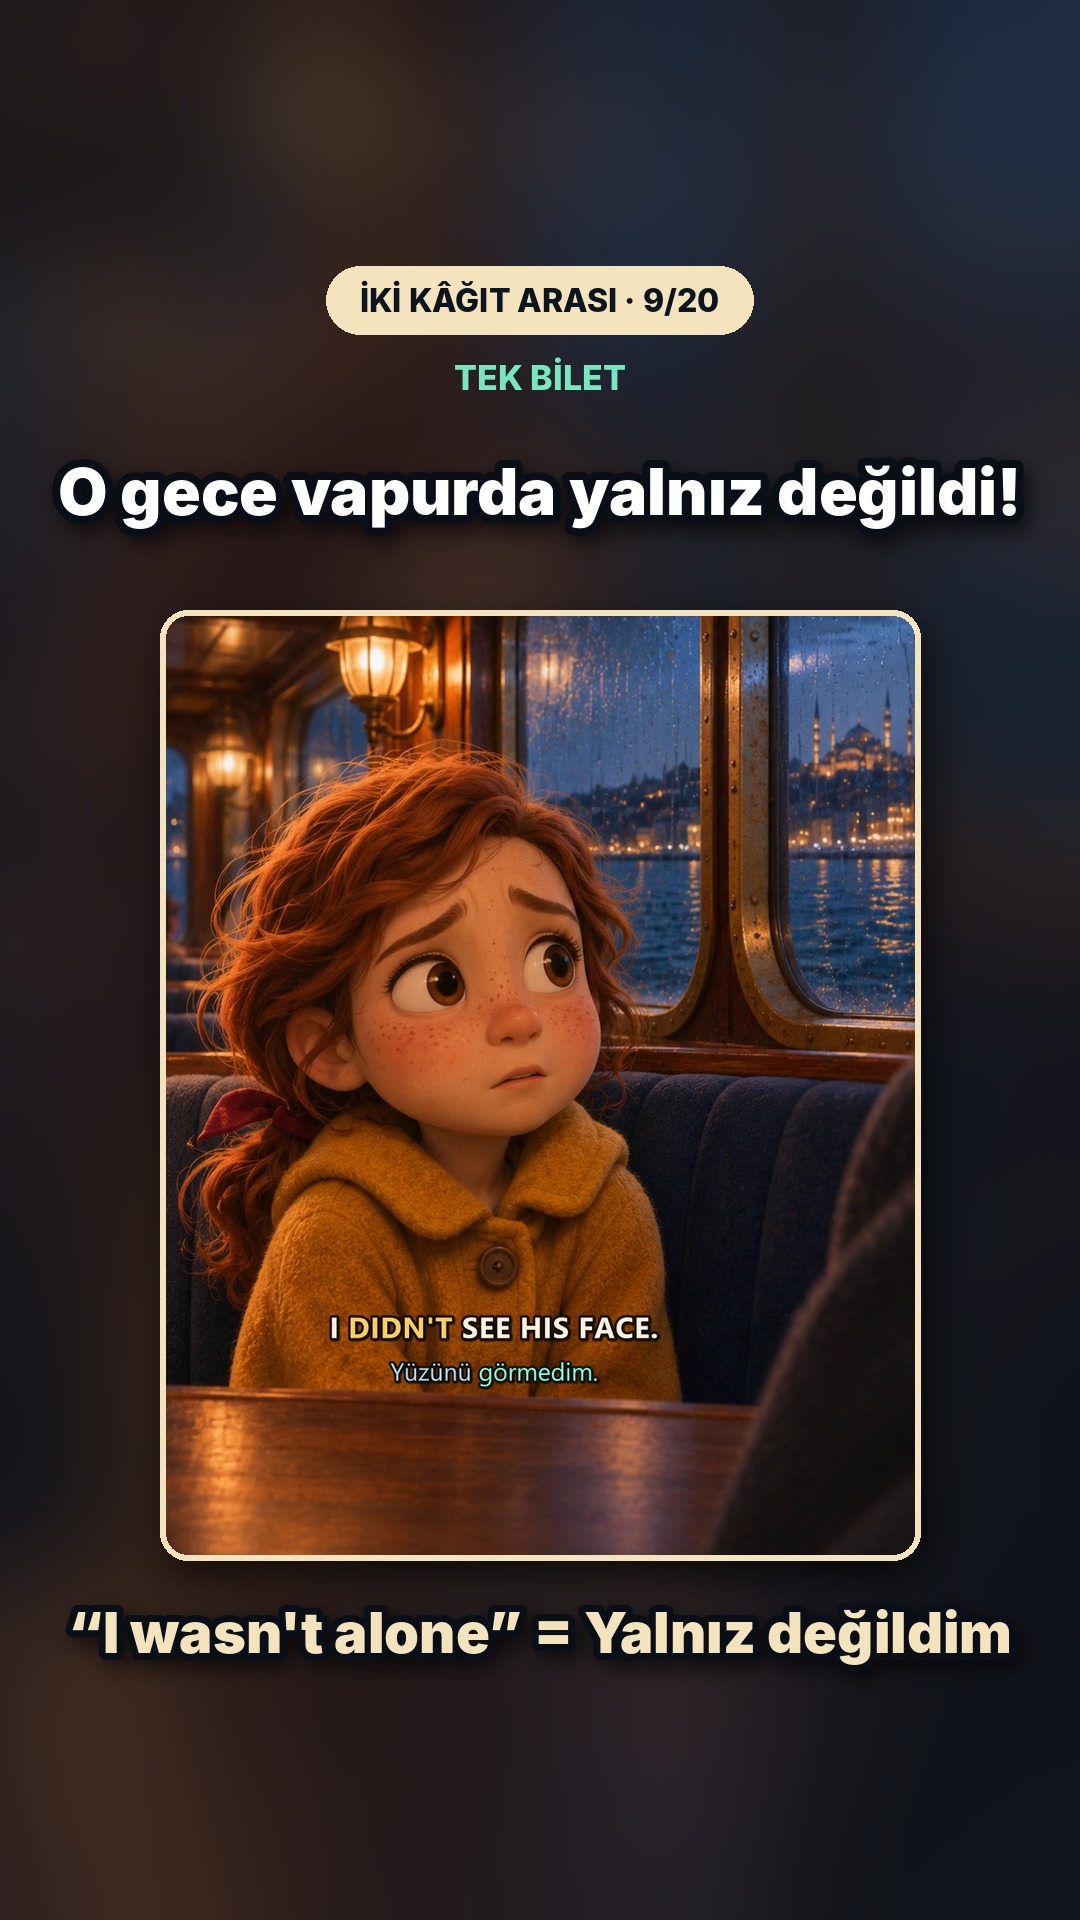 İKİ KÂĞIT ARASI · 9/20
TEK BİLET
O gece vapurda yalnız değildi!
I DIDN'T SEE HIS FACE.
Yüzünü görmedim.
“I wasn't alone” = Yalnız değildim